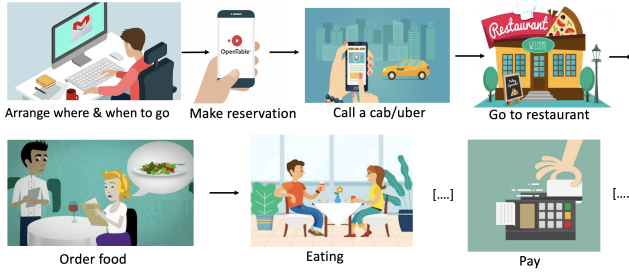 OpenTable
Restaurant
WELCOME
Arrange where & when to go
Make reservation
Call a cab/uber
Go to restaurant
[....]
[....
Order food
Eating
Pay